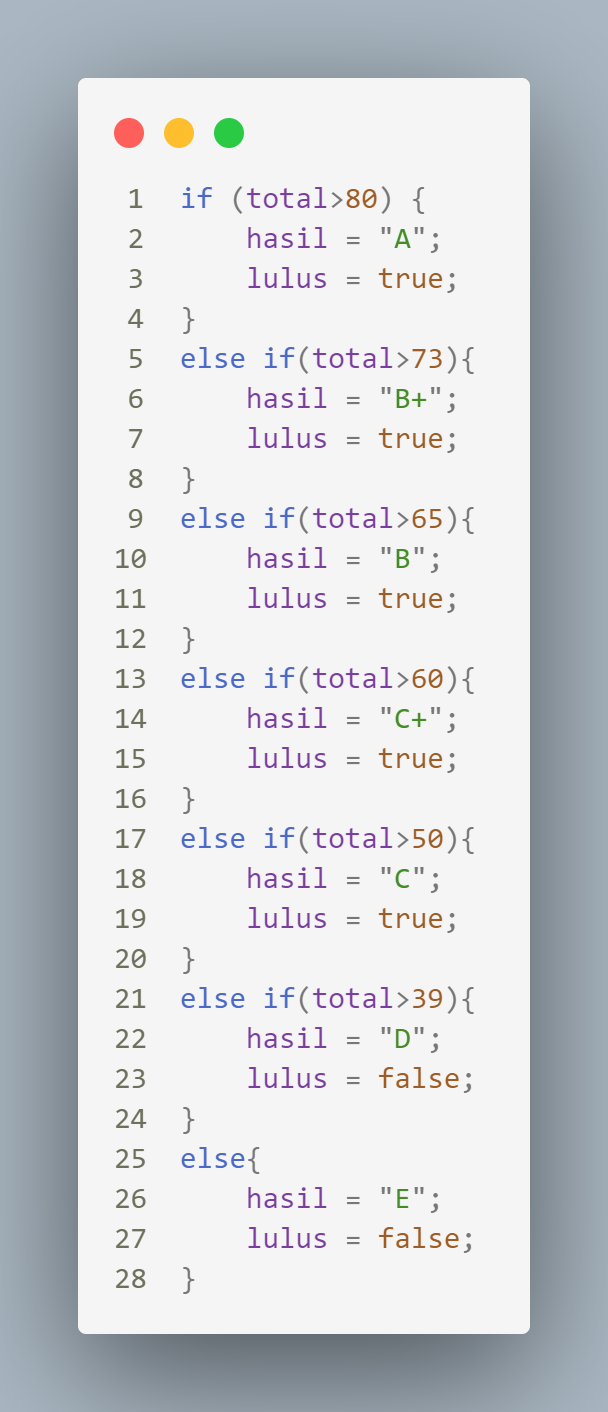 1 if (total>80) {
2     hasil = "A";
3     lulus = true;
4 }
5 else if(total>73){
6     hasil = "B+";
7     lulus = true;
8 }
9 else if(total>65){
10     hasil = "B";
11     lulus = true;
12 }
13 else if(total>60){
14     hasil = "C+";
15     lulus = true;
16 }
17 else if(total>50){
18     hasil = "C";
19     lulus = true;
20 }
21 else if(total>39){
22     hasil = "D";
23     lulus = false;
24 }
25 else{
26     hasil = "E";
27     lulus = false;
28 }